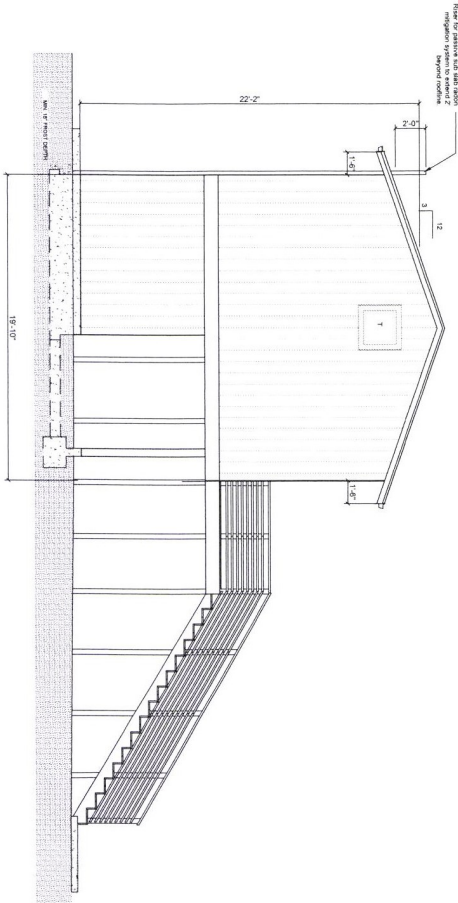 Riser for passive sub slab radon
mitigation system to extend 2'
beyond roofline.
2'-0"
3
12
22'-2"
1'-6"
T
1'-6"
MIN. 18" FROST DEPTH
19'-10"